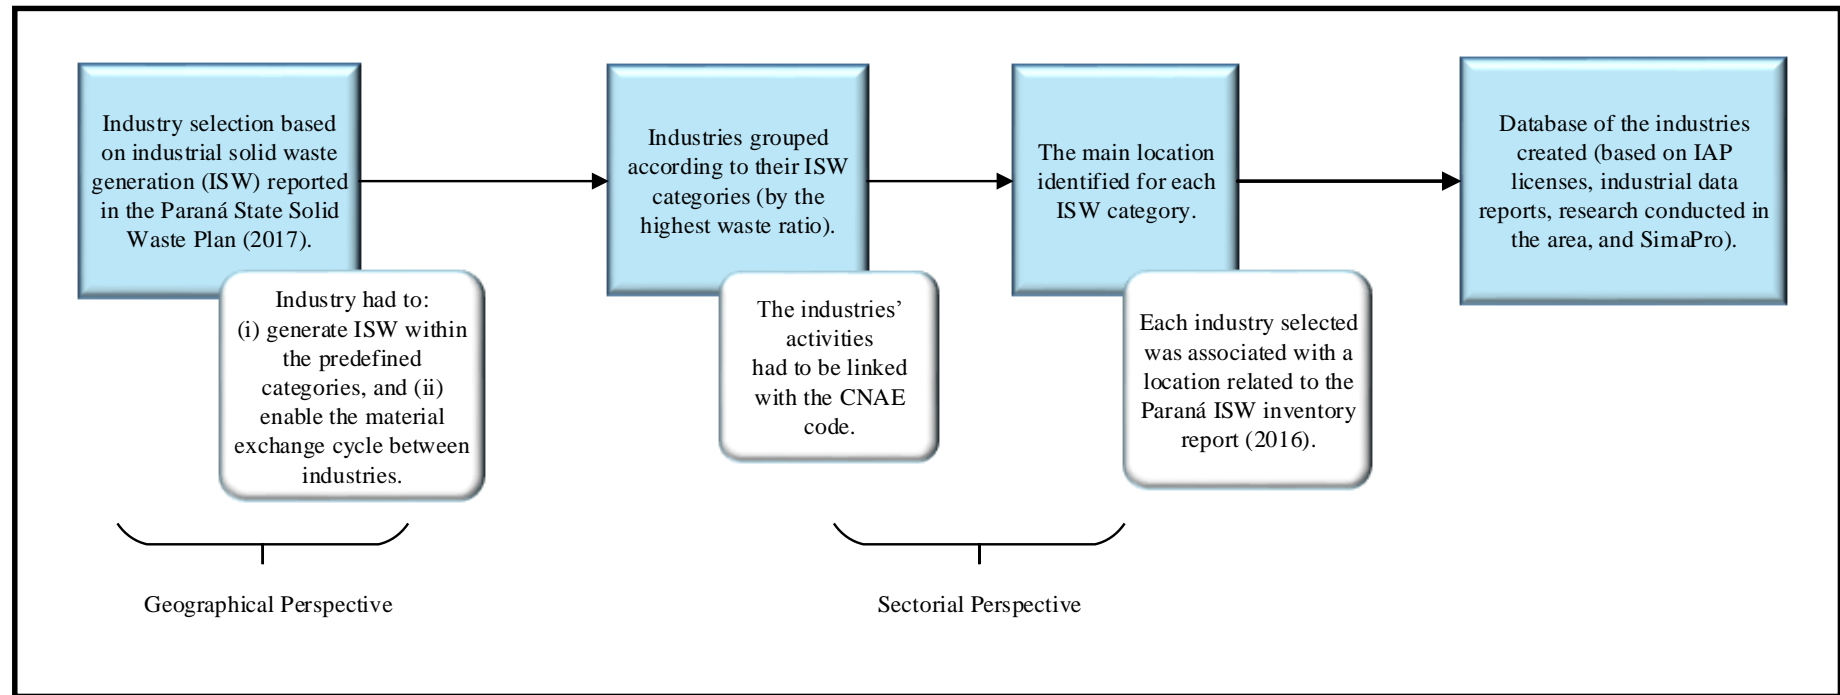 Industry selection based
on industrial solid waste
generation (ISW) reported
in the Paraná State Solid
Waste Plan (2017).
Industry had to:
(i) generate ISW within
the predefined
categories, and (ii)
enable the material
exchange cycle between
industries.
Industries grouped
according to their ISW
categories (by the
highest waste ratio).
The industries’
activities
had to be linked
with the CNAE
code.
The main location
identified for each
ISW category.
Each industry selected
was associated with a
location related to the
Paraná ISW inventory
report (2016).
Database of the industries
created (based on IAP
licenses, industrial data
reports, research conducted in
the area, and SimaPro).
Geographical Perspective
Sectorial Perspective